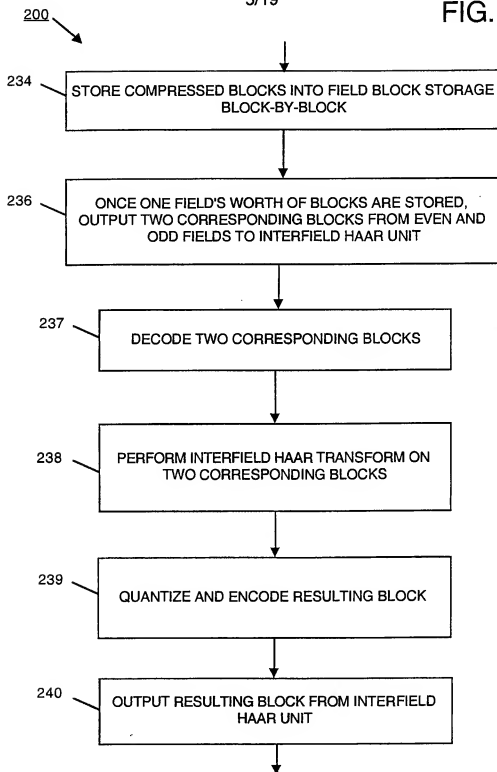 5/19
FIG.
200
234
STORE COMPRESSED BLOCKS INTO FIELD BLOCK STORAGE
BLOCK-BY-BLOCK
236
ONCE ONE FIELD'S WORTH OF BLOCKS ARE STORED,
OUTPUT TWO CORRESPONDING BLOCKS FROM EVEN AND
ODD FIELDS TO INTERFIELD HAAR UNIT
237
DECODE TWO CORRESPONDING BLOCKS
238
PERFORM INTERFIELD HAAR TRANSFORM ON
TWO CORRESPONDING BLOCKS
239
QUANTIZE AND ENCODE RESULTING BLOCK
240
OUTPUT RESULTING BLOCK FROM INTERFIELD
HAAR UNIT